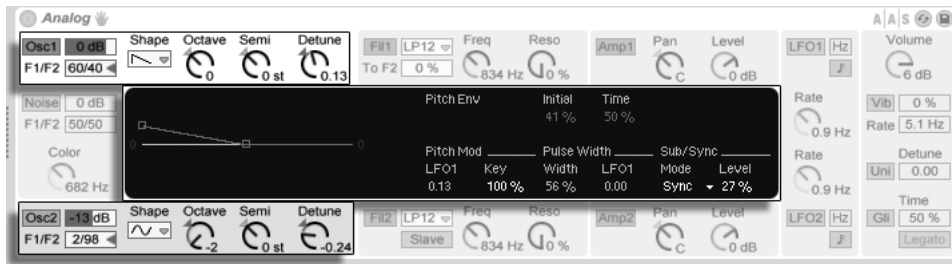 Analog
A|A|S
Osc1 0 dB Shape Octave Semi Detune
F1/F2 60/40 0 0 st 0.13
Fil1 LP12 Freq Reso
To F2 0 % 834 Hz 0 %
Amp1 Pan Level
C 0 dB
LFO1 Hz
Volume
-6 dB
Noise 0 dB
F1/F2 50/50
Color
682 Hz
Pitch Env Initial Time
41 % 50 %
0 0
Pitch Mod Pulse Width Sub/Sync
LFO1 Key Width LFO1 Mode Level
0.13 100 % 56 % 0.00 Sync 27 %
Rate
0.9 Hz
Rate
0.9 Hz
Vib 0 %
Rate 5.1 Hz
Detune
Uni 0.00
Osc2 -13 dB Shape Octave Semi Detune
F1/F2 2/98 -2 0 st -0.24
Fil2 LP12 Freq Reso
Slave 834 Hz 0 %
Amp2 Pan Level
C 0 dB
LFO2 Hz
Time
Gli 50 %
Legato